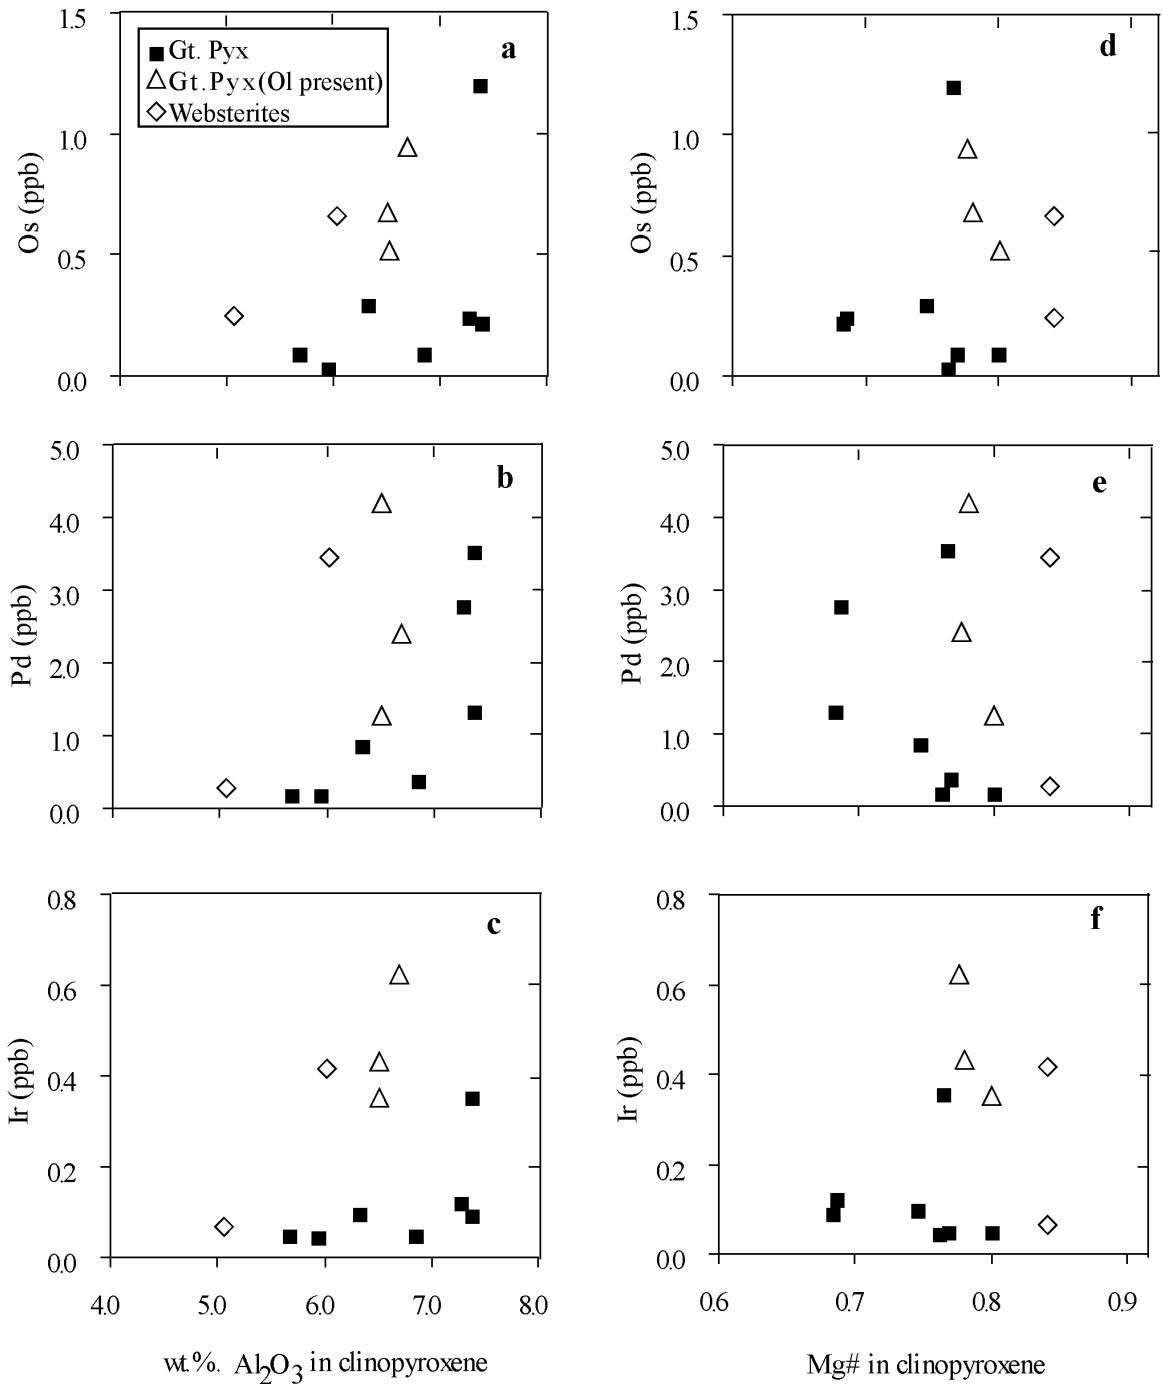 1.5
a
Gt. Pyx
Gt.Pyx(Ol present)
Websterites
1.0
Os (ppb)
0.5
0.0
1.5
d
1.0
Os (ppb)
0.5
0.0
5.0
b
4.0
3.0
Pd (ppb)
2.0
1.0
0.0
5.0
e
4.0
3.0
Pd (ppb)
2.0
1.0
0.0
0.8
c
0.6
0.4
Ir (ppb)
0.2
0.0
4.0 5.0 6.0 7.0 8.0
wt.%. Al2O3 in clinopyroxene
0.8
f
0.6
0.4
Ir (ppb)
0.2
0.0
0.6 0.7 0.8 0.9
Mg# in clinopyroxene